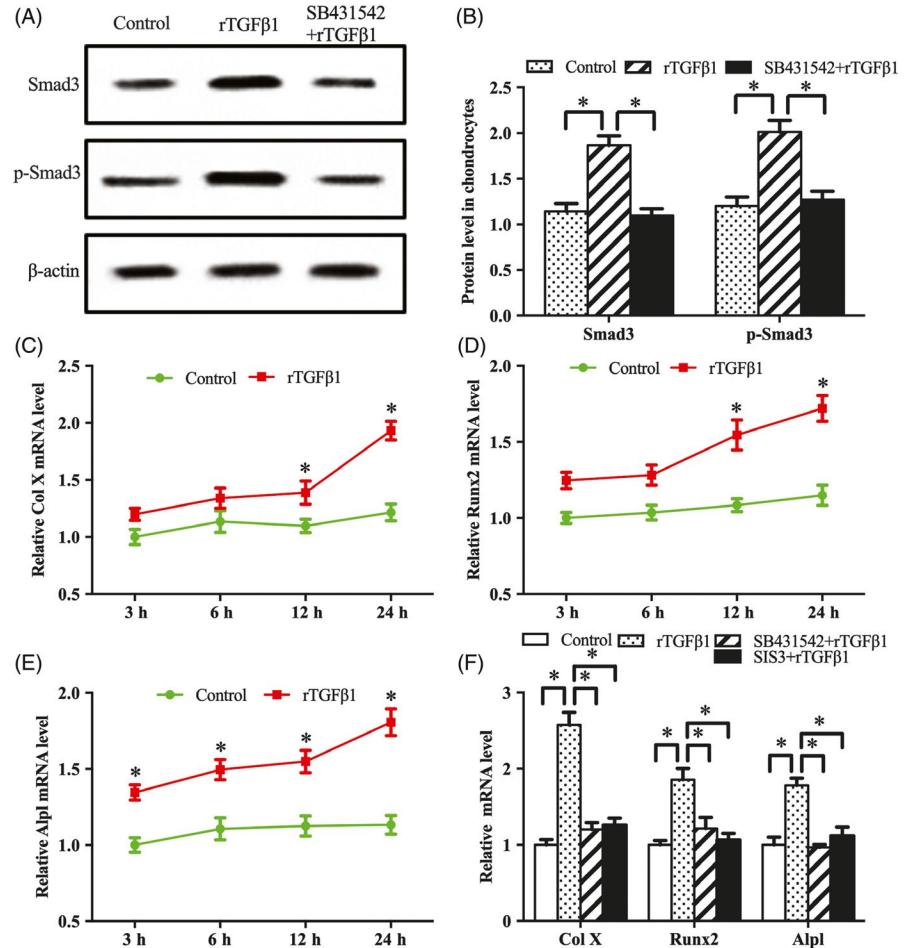 (A)
Control
rTGFβ1
SB431542
+rTGFβ1
Smad3
p-Smad3
β-actin
(B)
Control
rTGFβ1
SB431542+rTGFβ1
Protein level in chondrocytes
2.5
2.0
1.5
1.0
0.5
0.0
* * * *
Smad3
p-Smad3
(C)
Control
rTGFβ1
Relative Col X mRNA level
2.5
2.0
1.5
1.0
0.5
* *
3 h 6 h 12 h 24 h
(D)
Control
rTGFβ1
Relative Runx2 mRNA level
2.0
1.5
1.0
0.5
* *
3 h 6 h 12 h 24 h
(E)
Control
rTGFβ1
Relative Alpl mRNA level
2.0
1.5
1.0
0.5
* * * *
3 h 6 h 12 h 24 h
(F)
Control
rTGFβ1
SB431542+rTGFβ1
SIS3+rTGFβ1
Relative mRNA level
3
2
1
0
* * *
* * *
* * *
Col X
Runx2
Alpl